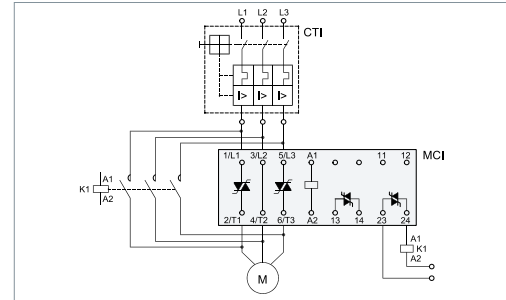 L1 L2 L3
CTI
I> I> I>
1/L1 3/L2 5/L3 A1 11 12 MCI
K1 A1
A2
2/T1 4/T2 6/T3 A2 13 14 23 24
A1
K1
A2
M